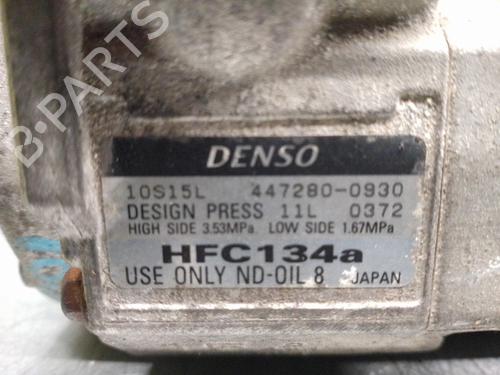 B-PARTS
DENSO
10S15L 447280-0930
DESIGN PRESS 11L 0372
HIGH SIDE 3.53MPa LOW SIDE 1.67MPa
HFC134a
USE ONLY ND-OIL 8 JAPAN